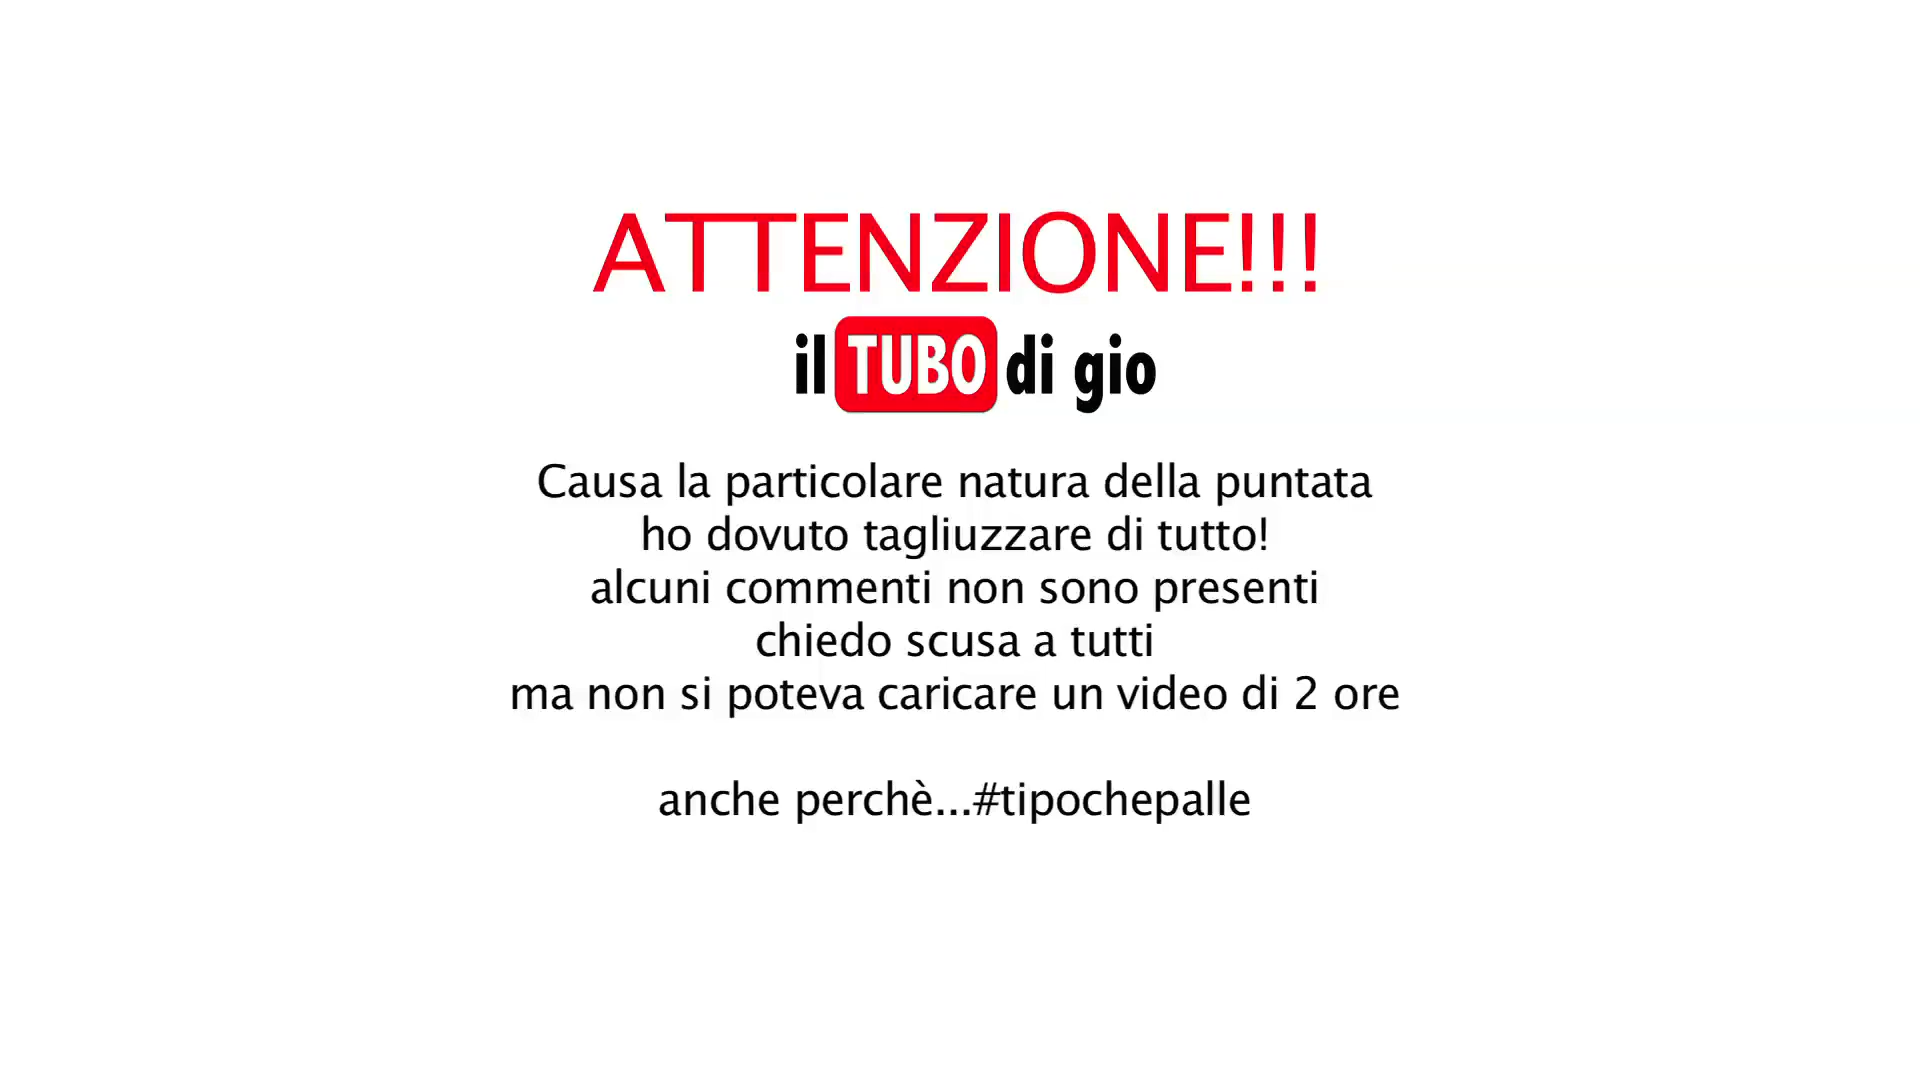 ATTENZIONE!!!
il TUBO di gio
Causa la particolare natura della puntata
ho dovuto tagliuzzare di tutto!
alcuni commenti non sono presenti
chiedo scusa a tutti
ma non si poteva caricare un video di 2 ore
anche perchè...#tipochepalle